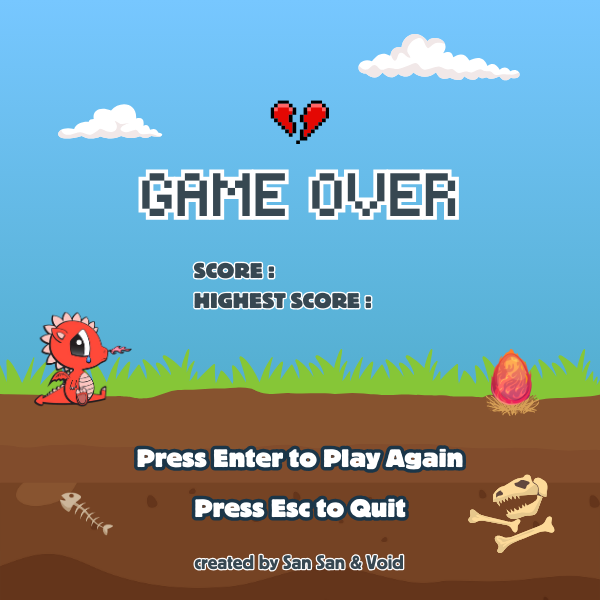 GAME OVER
SCORE :
HIGHEST SCORE :
Press Enter to Play Again
Press Esc to Quit
created by San San & Void